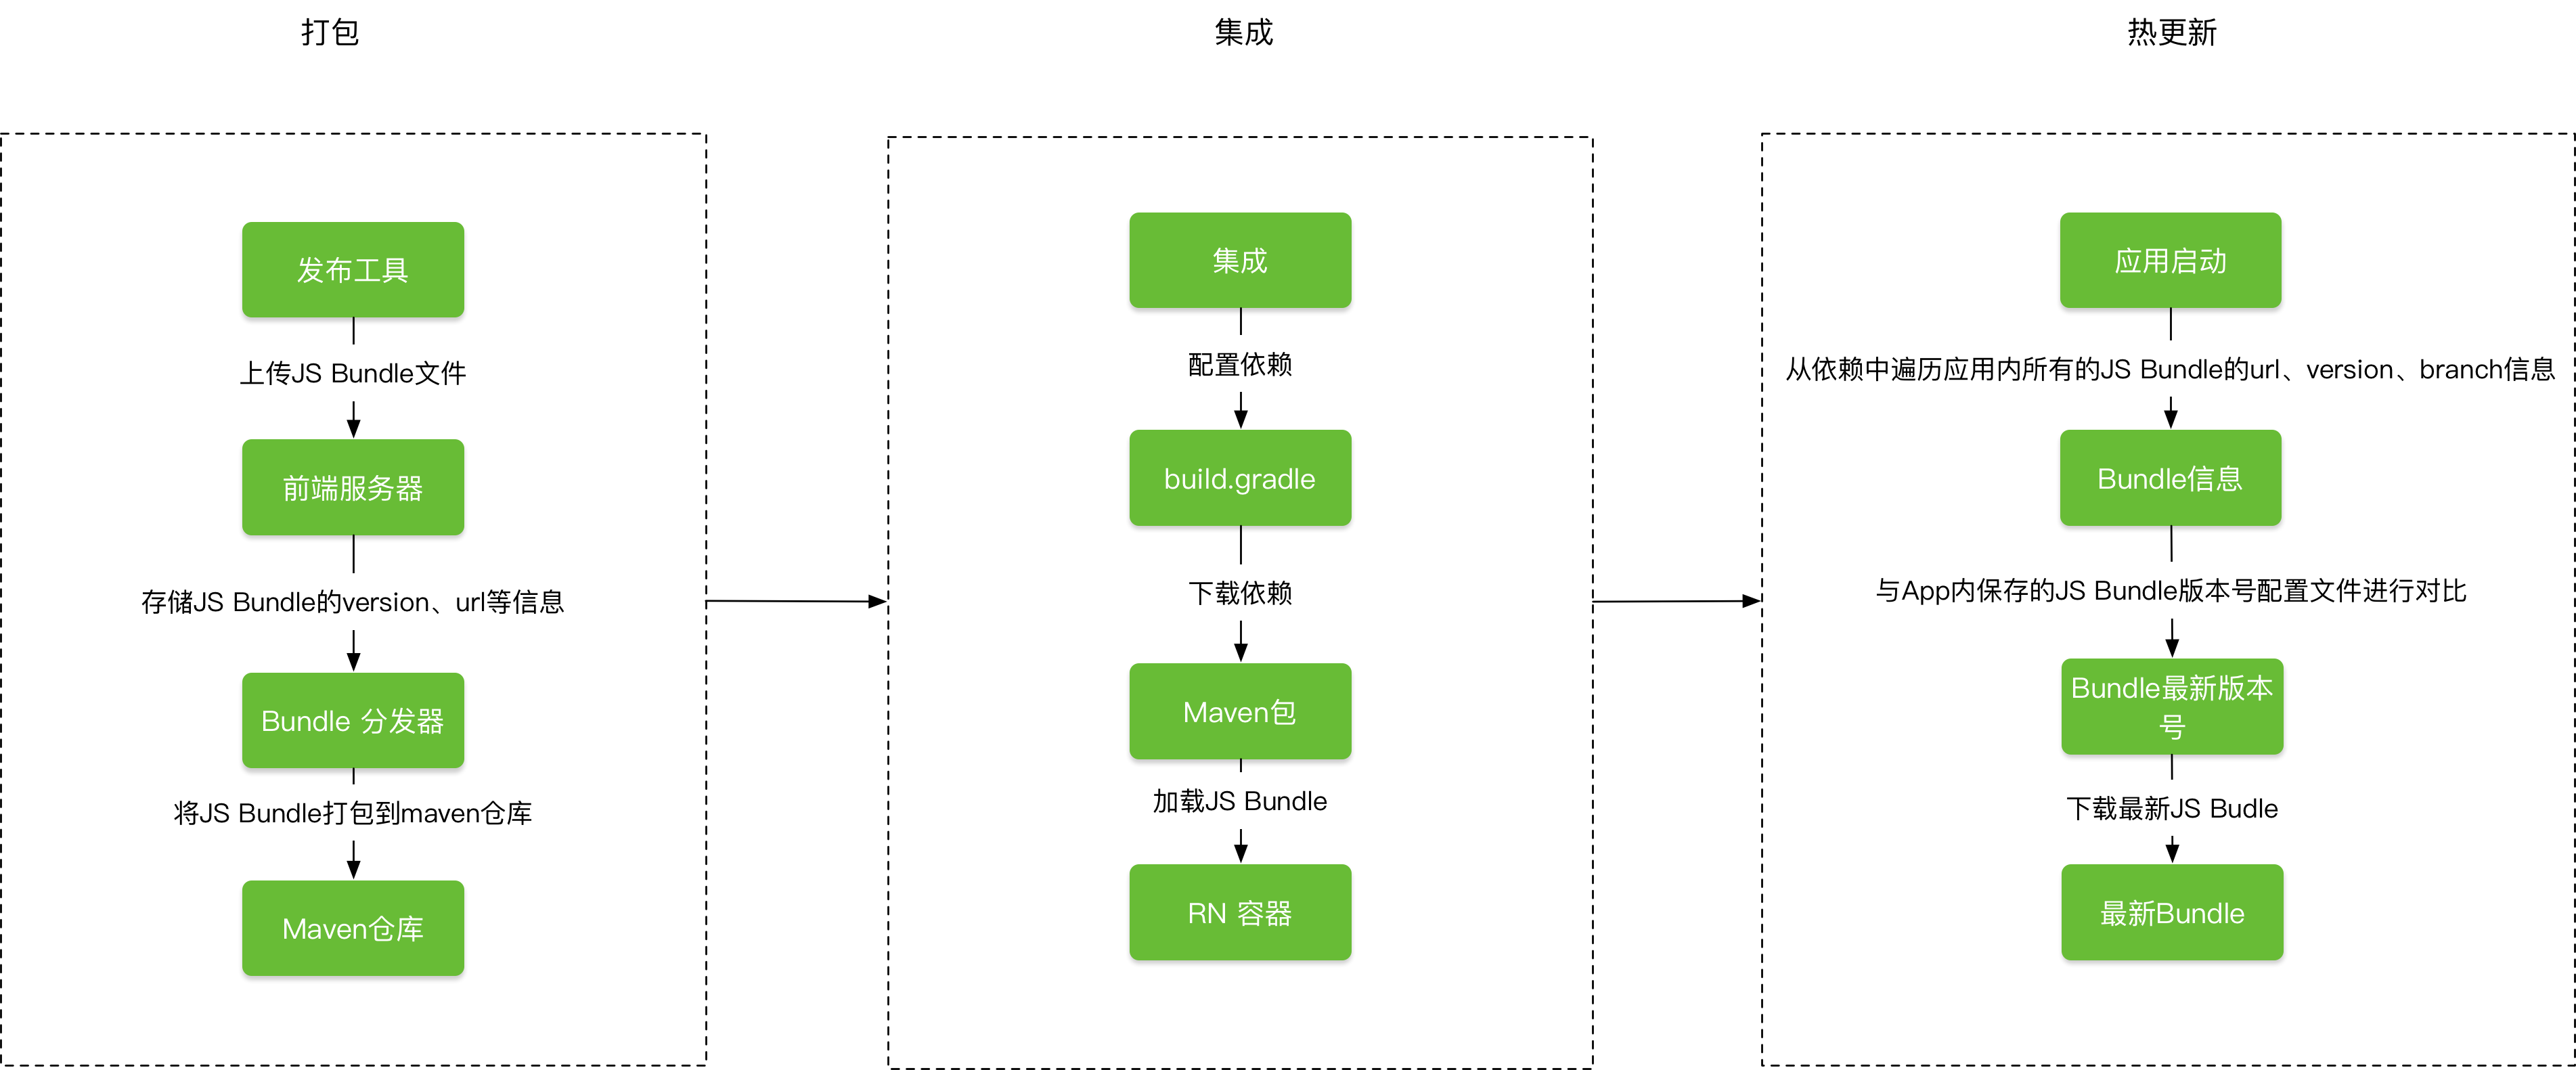 打包
发布工具
上传JS Bundle文件
前端服务器
存储JS Bundle的version、url等信息
Bundle 分发器
将JS Bundle打包到maven仓库
Maven仓库
集成
集成
配置依赖
build.gradle
下载依赖
Maven包
加载JS Bundle
RN 容器
热更新
应用启动
从依赖中遍历应用内所有的JS Bundle的url、version、branch信息
Bundle信息
与App内保存的JS Bundle版本号配置文件进行对比
Bundle最新版本
号
下载最新JS Budle
最新Bundle